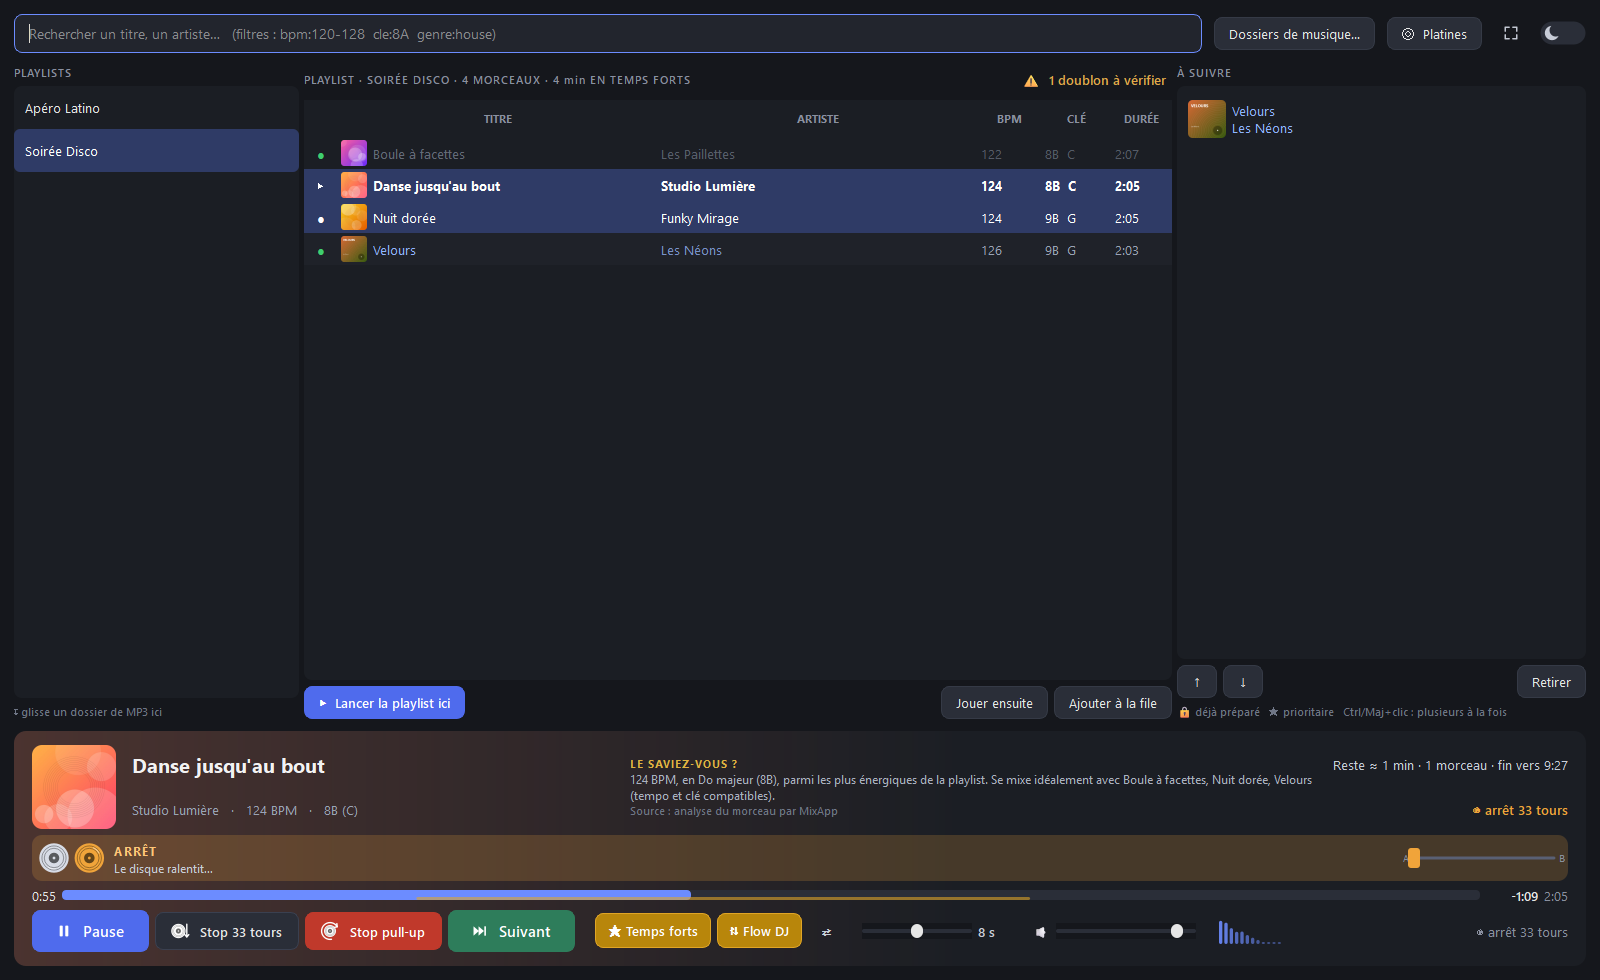 Rechercher un titre, un artiste... (filtres : bpm:120-128 cle:8A genre:house)
Dossiers de musique...
Platines
PLAYLISTS
Apéro Latino
Soirée Disco
glisse un dossier de MP3 ici
PLAYLIST · SOIRÉE DISCO · 4 MORCEAUX · 4 min EN TEMPS FORTS
1 doublon à vérifier
TITRE ARTISTE BPM CLÉ DURÉE
Boule à facettes Les Paillettes 122 8B C 2:07
Danse jusqu'au bout Studio Lumière 124 8B C 2:05
Nuit dorée Funky Mirage 124 9B G 2:05
Velours Les Néons 126 9B G 2:03
Lancer la playlist ici
Jouer ensuite
Ajouter à la file
À SUIVRE
VELOURS
Velours
Les Néons
↑ ↓
Retirer
déjà préparé ★ prioritaire Ctrl/Maj+clic : plusieurs à la fois
Danse jusqu'au bout
Studio Lumière · 124 BPM · 8B (C)
LE SAVIEZ-VOUS ?
124 BPM, en Do majeur (8B), parmi les plus énergiques de la playlist. Se mixe idéalement avec Boule à facettes, Nuit dorée, Velours
(tempo et clé compatibles).
Source : analyse du morceau par MixApp
Reste ≈ 1 min · 1 morceau · fin vers 9:27
arrêt 33 tours
ARRÊT
Le disque ralentit...
A B
0:55 -1:09 2:05
Pause
Stop 33 tours
Stop pull-up
Suivant
★ Temps forts
Flow DJ
8 s
arrêt 33 tours